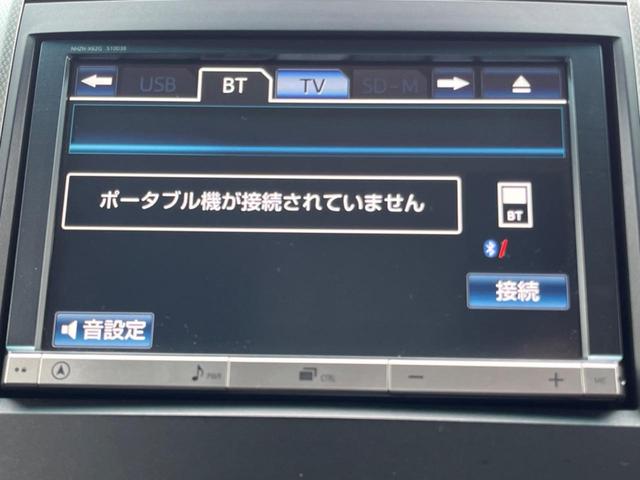 NHZN-X62G 510039
USB BT TV SD-M
ポータブル機が接続されていません
BT
接続
音設定
PWR CTRL − +